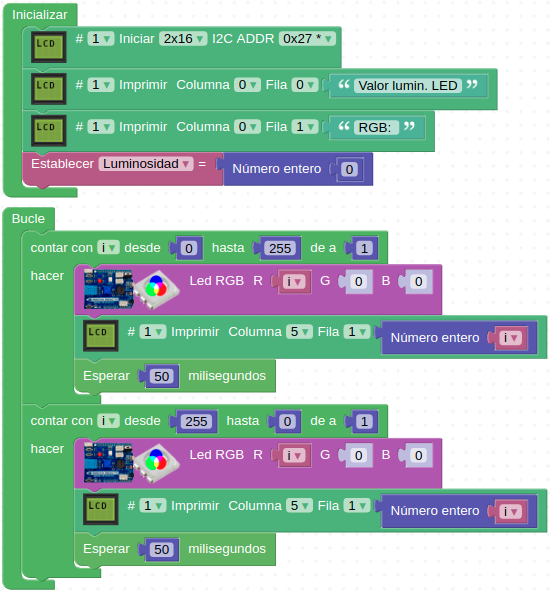 Inicializar
LCD # 1 Iniciar 2x16 I2C ADDR 0x27 *
LCD # 1 Imprimir Columna 0 Fila 0 “ Valor lumin. LED ”
LCD # 1 Imprimir Columna 0 Fila 1 “ RGB: ”
Establecer Luminosidad = Número entero 0
Bucle
contar con i desde 0 hasta 255 de a 1
hacer Led RGB R i G 0 B 0
LCD # 1 Imprimir Columna 5 Fila 1 Número entero i
Esperar 50 milisegundos
contar con i desde 255 hasta 0 de a 1
hacer Led RGB R i G 0 B 0
LCD # 1 Imprimir Columna 5 Fila 1 Número entero i
Esperar 50 milisegundos